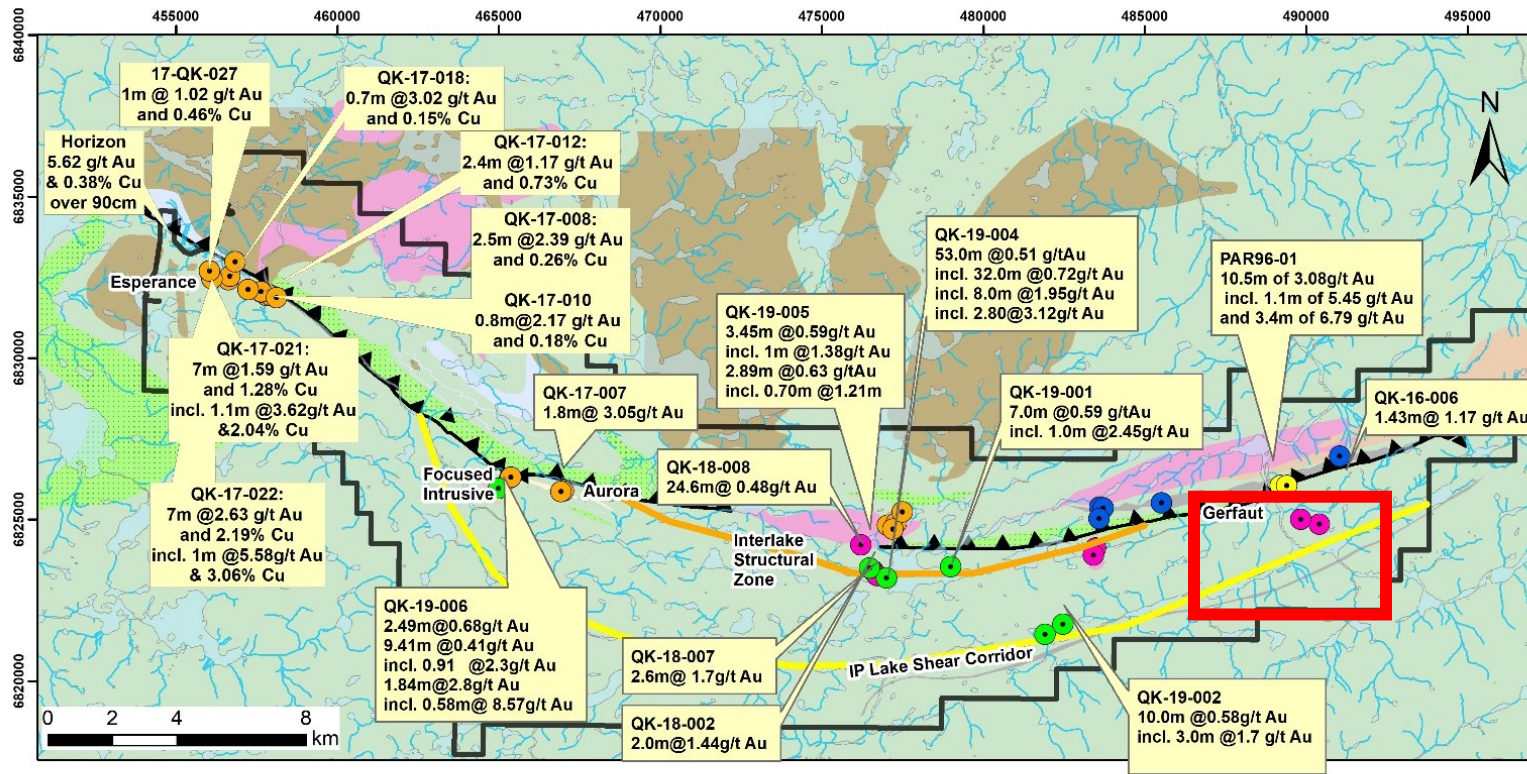 455000 460000 465000 470000 475000 480000 485000 490000 495000
6840000
6835000
6830000
6825000
6820000
N
17-QK-027
1m @ 1.02 g/t Au
and 0.46% Cu
QK-17-018:
0.7m @3.02 g/t Au
and 0.15% Cu
Horizon
5.62 g/t Au
& 0.38% Cu
over 90cm
QK-17-012:
2.4m @1.17 g/t Au
and 0.73% Cu
QK-17-008:
2.5m @2.39 g/t Au
and 0.26% Cu
QK-17-010
0.8m@2.17 g/t Au
and 0.18% Cu
Esperance
QK-17-021:
7m @1.59 g/t Au
and 1.28% Cu
incl. 1.1m @3.62g/t Au
&2.04% Cu
QK-17-022:
7m @2.63 g/t Au
and 2.19% Cu
incl. 1m @5.58g/t Au
& 3.06% Cu
QK-17-007
1.8m@ 3.05g/t Au
Focused
Intrusive
Aurora
QK-19-005
3.45m @0.59g/t Au
incl. 1m @1.38g/t Au
2.89m @0.63 g/tAu
incl. 0.70m @1.21m
QK-19-004
53.0m @0.51 g/tAu
incl. 32.0m @0.72g/t Au
incl. 8.0m @1.95g/t Au
incl. 2.80@3.12g/t Au
PAR96-01
10.5m of 3.08g/t Au
incl. 1.1m of 5.45 g/t Au
and 3.4m of 6.79 g/t Au
QK-19-001
7.0m @0.59 g/tAu
incl. 1.0m @2.45g/t Au
QK-16-006
1.43m@ 1.17 g/t Au
QK-18-008
24.6m@ 0.48g/t Au
Interlake
Structural
Zone
Gerfaut
QK-19-006
2.49m@0.68g/t Au
9.41m @0.41g/t Au
incl. 0.91 @2.3g/t Au
1.84m@2.8g/t Au
incl. 0.58m@ 8.57g/t Au
QK-18-007
2.6m@ 1.7g/t Au
QK-18-002
2.0m@1.44g/t Au
IP Lake Shear Corridor
QK-19-002
10.0m @0.58g/t Au
incl. 3.0m @1.7 g/t Au
0 2 4 8
km